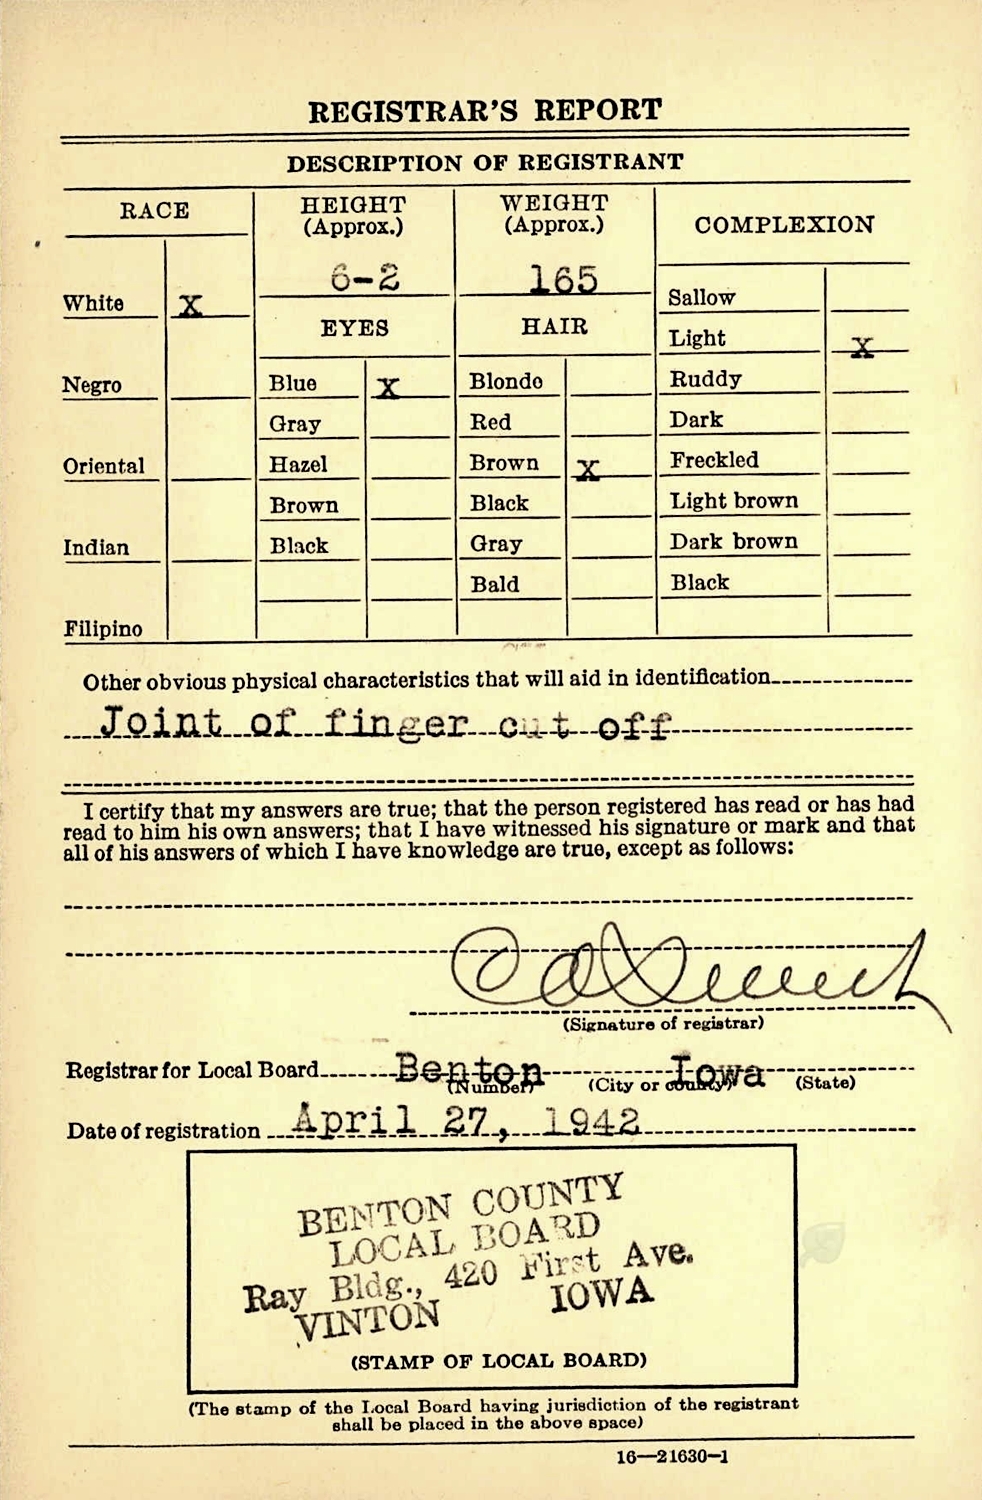 REGISTRAR'S REPORT
DESCRIPTION OF REGISTRANT
RACE
HEIGHT
(Approx.)
WEIGHT
(Approx.)
COMPLEXION
6-2
165
White X
EYES
HAIR
Sallow
Light X
Negro
Blue X
Blonde
Ruddy
Gray
Red
Dark
Oriental
Hazel
Brown X
Freckled
Brown
Black
Light brown
Indian
Black
Gray
Dark brown
Bald
Black
Filipino
Other obvious physical characteristics that will aid in identification
Joint of finger cut off
I certify that my answers are true; that the person registered has read or has had
read to him his own answers; that I have witnessed his signature or mark and that
all of his answers of which I have knowledge are true, except as follows:
(Signature of registrar)
Registrar for Local Board Benton Iowa
(Number) (City or county) (State)
Date of registration April 27, 1942
BENTON COUNTY
LOCAL BOARD
Ray Bldg., 420 First Ave.
VINTON IOWA
(STAMP OF LOCAL BOARD)
(The stamp of the Local Board having jurisdiction of the registrant
shall be placed in the above space)
16—21630-1